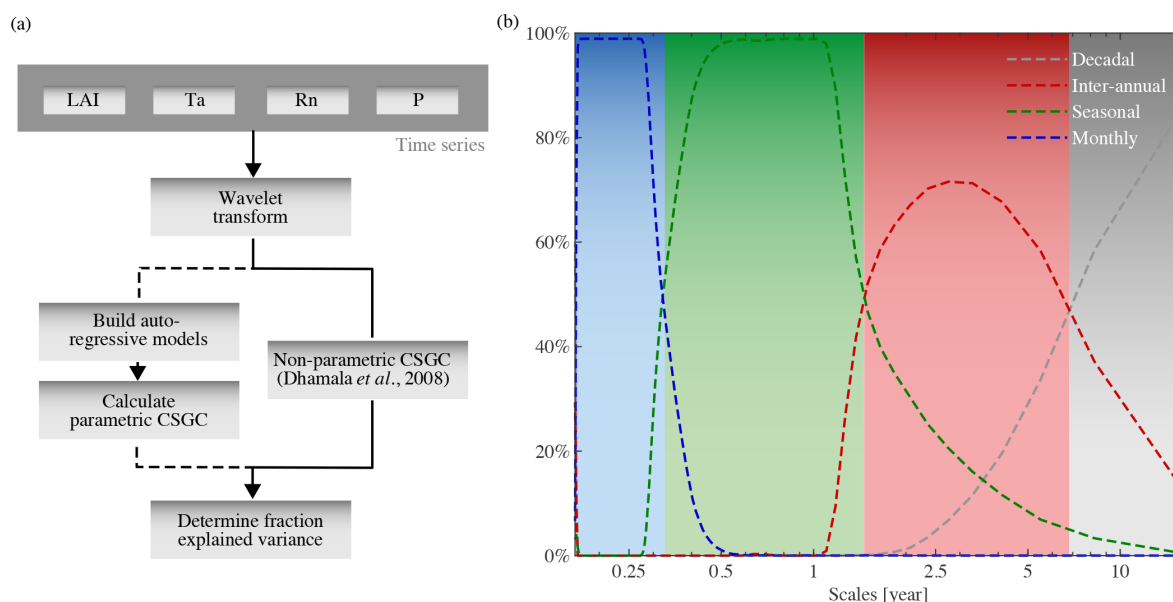 (a)
LAI
Ta
Rn
P
Time series
Wavelet
transform
Build auto-
regressive models
Calculate
parametric CSGC
Non-parametric CSGC
(Dhamala et al., 2008)
Determine fraction
explained variance
(b)
100%
80%
60%
40%
20%
0%
Decadal
Inter-annual
Seasonal
Monthly
0.25
0.5
1
2.5
5
10
Scales [year]